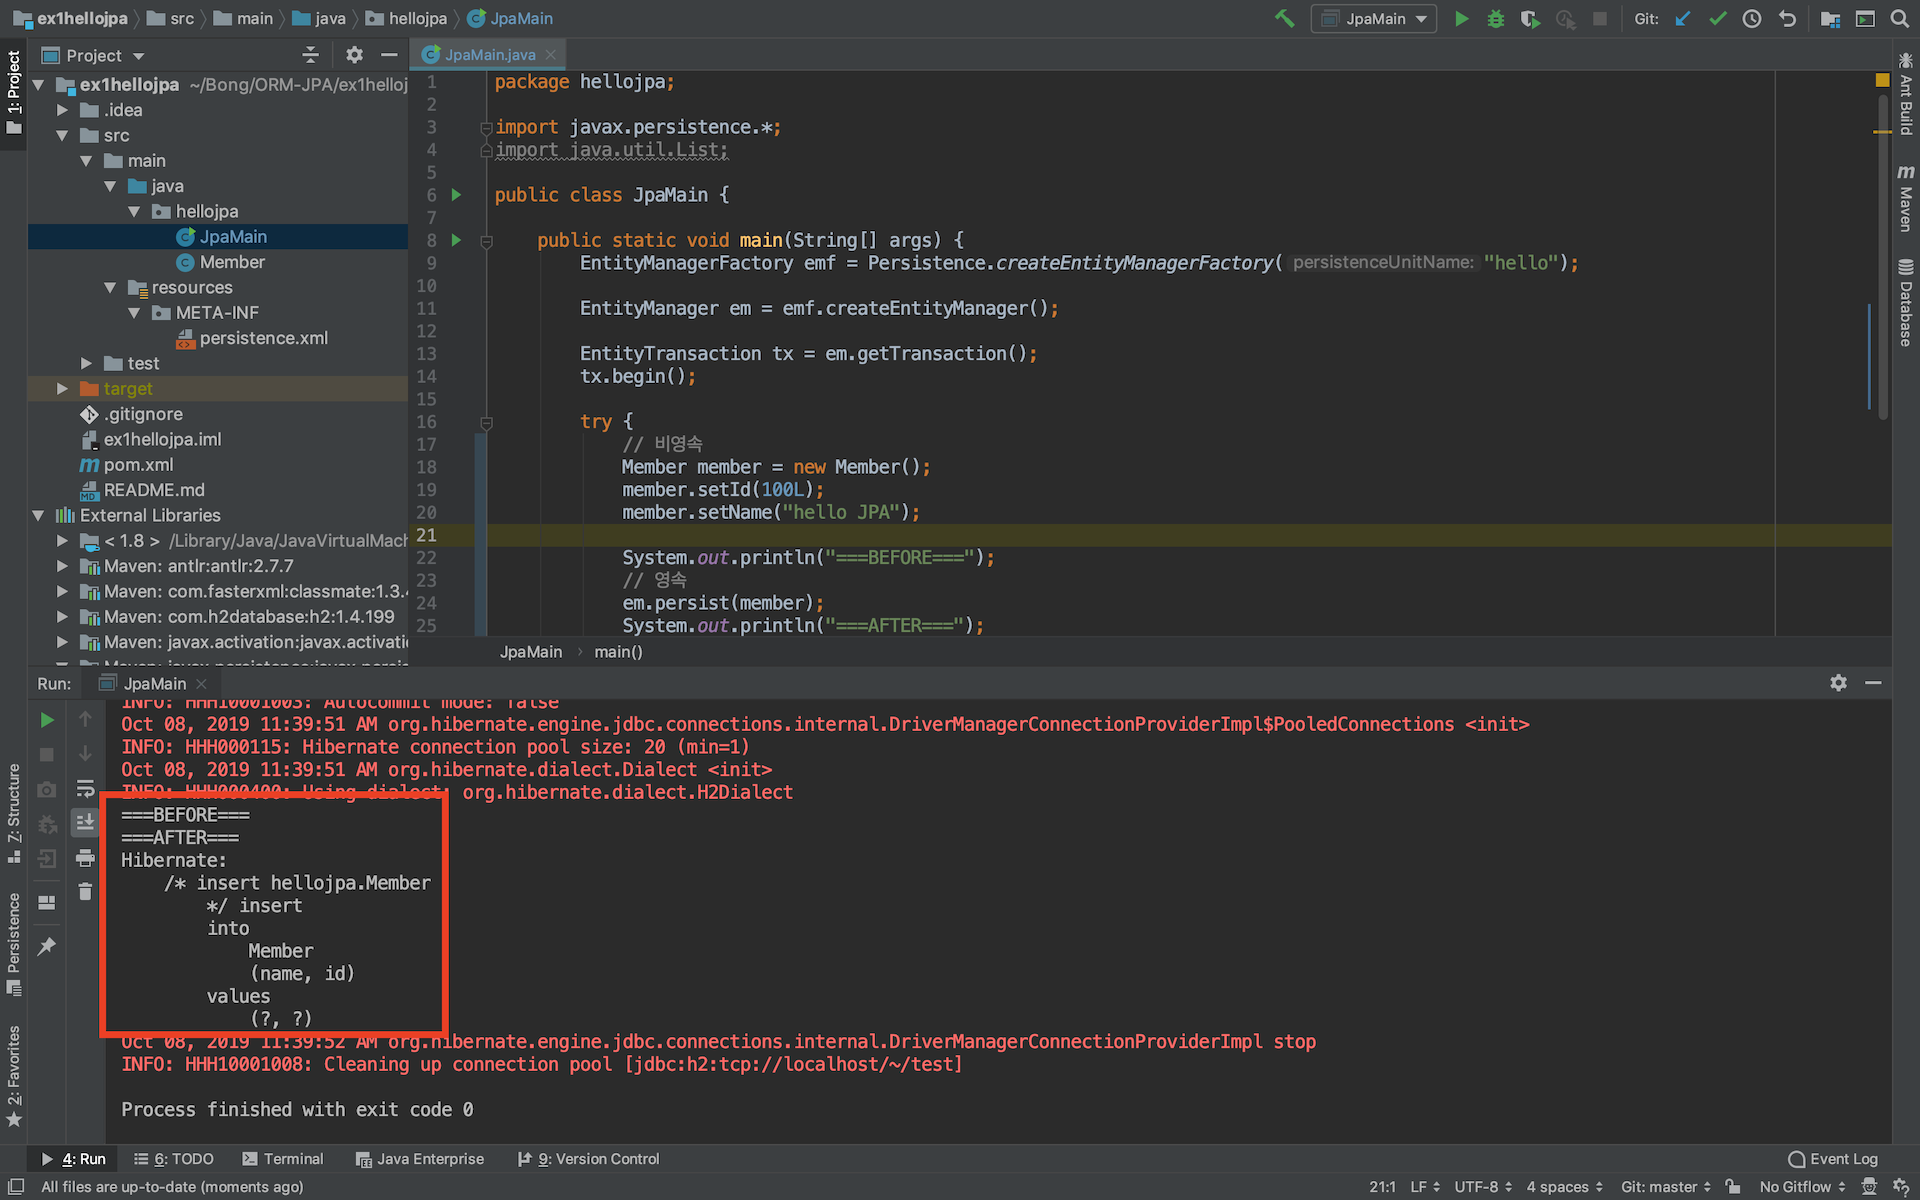 ex1hellojpa src main java hellojpa JpaMain
JpaMain
Git:
Project
JpaMain.java
1: Project
ex1hellojpa ~/Bong/ORM-JPA/ex1helloj
.idea
src
main
java
hellojpa
JpaMain
Member
resources
META-INF
persistence.xml
test
target
.gitignore
ex1hellojpa.iml
pom.xml
README.md
External Libraries
< 1.8 > /Library/Java/JavaVirtualMac
Maven: antlr:antlr:2.7.7
Maven: com.fasterxml:classmate:1.3.
Maven: com.h2database:h2:1.4.199
Maven: javax.activation:javax.activati
1 package hellojpa;
2
3 import javax.persistence.*;
4 import java.util.List;
5
6 public class JpaMain {
7
8 public static void main(String[] args) {
9 EntityManagerFactory emf = Persistence.createEntityManagerFactory( persistenceUnitName: "hello");
10
11 EntityManager em = emf.createEntityManager();
12
13 EntityTransaction tx = em.getTransaction();
14 tx.begin();
15
16 try {
17 // 비영속
18 Member member = new Member();
19 member.setId(100L);
20 member.setName("hello JPA");
21
22 System.out.println("===BEFORE===");
23 // 영속
24 em.persist(member);
25 System.out.println("===AFTER===");
JpaMain main()
Ant Build
Maven
Database
Run: JpaMain
INFO: HHH10001003: Autocommit mode: false
Oct 08, 2019 11:39:51 AM org.hibernate.engine.jdbc.connections.internal.DriverManagerConnectionProviderImpl$PooledConnections <init>
INFO: HHH000115: Hibernate connection pool size: 20 (min=1)
Oct 08, 2019 11:39:51 AM org.hibernate.dialect.Dialect <init>
INFO: HHH000400: Using dialect: org.hibernate.dialect.H2Dialect
===BEFORE===
===AFTER===
Hibernate:
/* insert hellojpa.Member
*/ insert
into
Member
(name, id)
values
(?, ?)
Oct 08, 2019 11:39:52 AM org.hibernate.engine.jdbc.connections.internal.DriverManagerConnectionProviderImpl stop
INFO: HHH10001008: Cleaning up connection pool [jdbc:h2:tcp://localhost/~/test]
Process finished with exit code 0
Z: Structure
Persistence
2: Favorites
4: Run 6: TODO Terminal Java Enterprise 9: Version Control Event Log
All files are up-to-date (moments ago) 21:1 LF UTF-8 4 spaces Git: master No Gitflow